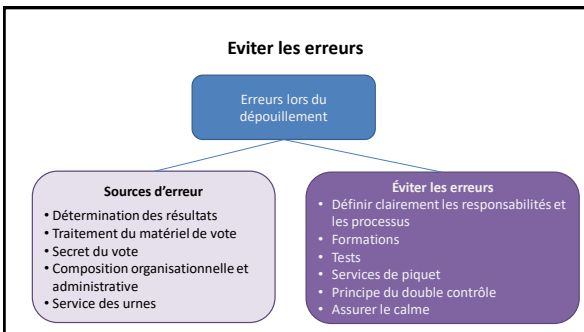 Eviter les erreurs
Erreurs lors du
dépouillement
Sources d'erreur
• Détermination des résultats
• Traitement du matériel de vote
• Secret du vote
• Composition organisationnelle et
administrative
• Service des urnes
Éviter les erreurs
• Définir clairement les responsabilités et
les processus
• Formations
• Tests
• Services de piquet
• Principe du double contrôle
• Assurer le calme